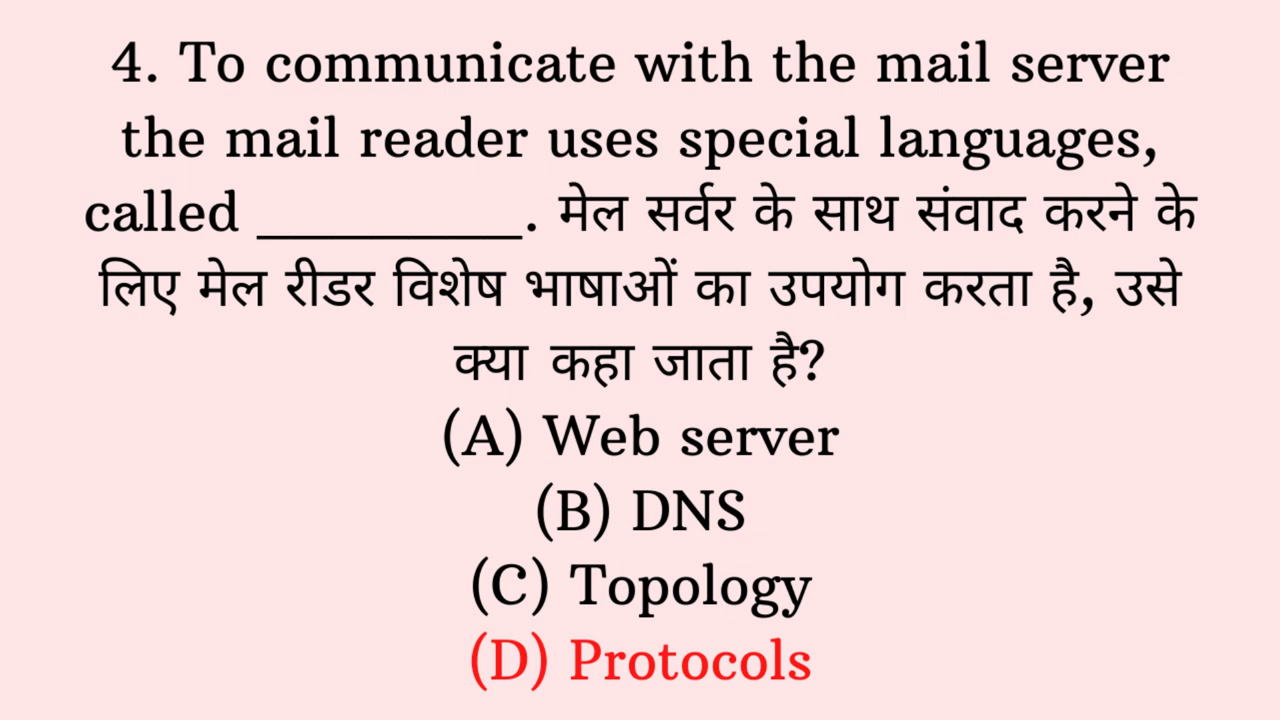 4. To communicate with the mail server
the mail reader uses special languages,
called __________. मेल सर्वर के साथ संवाद करने के
लिए मेल रीडर विशेष भाषाओं का उपयोग करता है, उसे
क्या कहा जाता है?
(A) Web server
(B) DNS
(C) Topology
(D) Protocols